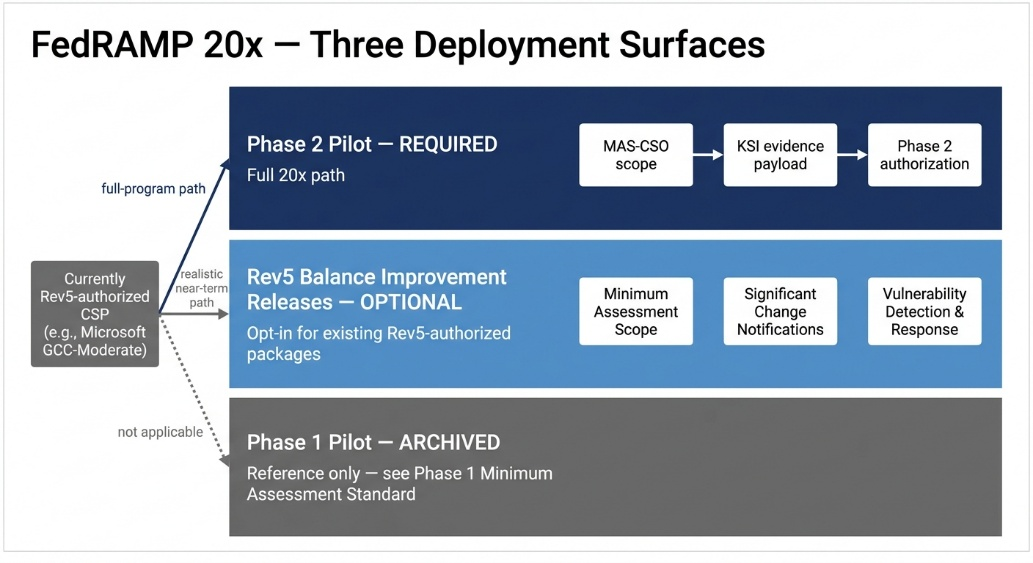 FedRAMP 20x — Three Deployment Surfaces
Phase 2 Pilot — REQUIRED
Full 20x path
MAS-CSO
scope
KSI evidence
payload
Phase 2
authorization
full-program path
Currently
Rev5-authorized
CSP
(e.g., Microsoft
GCC-Moderate)
realistic
near-term
path
Rev5 Balance Improvement
Releases — OPTIONAL
Opt-in for existing Rev5-authorized
packages
Minimum
Assessment
Scope
Significant
Change
Notifications
Vulnerability
Detection &
Response
not applicable
Phase 1 Pilot — ARCHIVED
Reference only — see Phase 1 Minimum
Assessment Standard